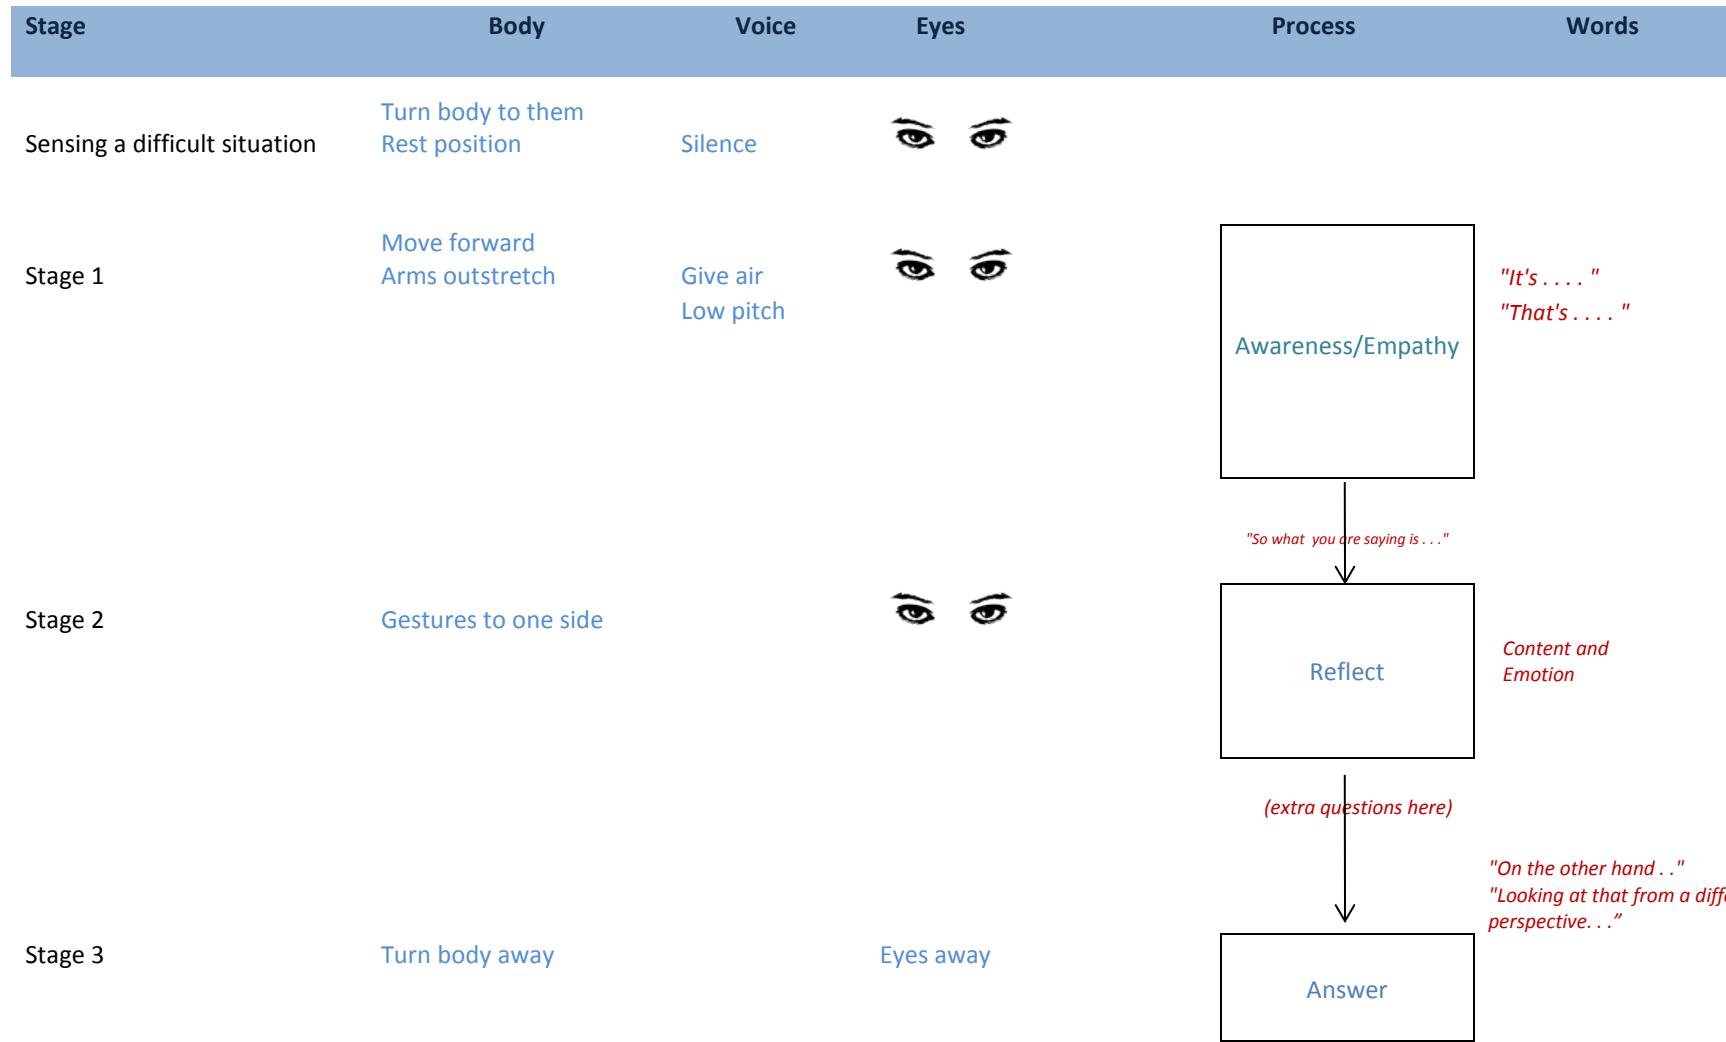 Stage Body Voice Eyes Process Words
Turn body to them
Sensing a difficult situation Rest position Silence
Move forward
Stage 1 Arms outstretch Give air "It's . . . . "
Low pitch "That's . . . . "
Awareness/Empathy
"So what you are saying is . . ."
Stage 2 Gestures to one side
Content and
Reflect
Emotion
(extra questions here)
"On the other hand . ."
"Looking at that from a
perspective. . .”
Stage 3 Turn body away Eyes away
Answer